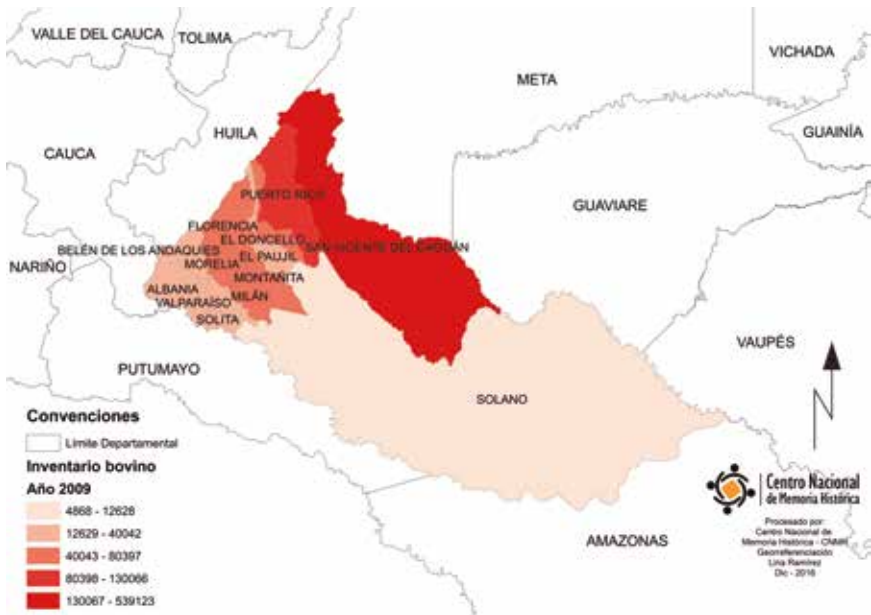 VALLE DEL CAUCA
TOLIMA
META
VICHADA
HUILA
GUAINÍA
CAUCA
PUERTO RICO
GUAVIARE
FLORENCIA
EL DONCELLO
SAN VICENTE DEL CAGUÁN
BELÉN DE LOS ANDAQUIES
EL PAUJIL
NARIÑO
MORELIA
MONTAÑITA
ALBANIA
MILÁN
VALPARAÍSO
SOLITA
VAUPÉS
PUTUMAYO
SOLANO
AMAZONAS
Convenciones
Límite Departamental
Inventario bovino
Año 2009
4868 - 12628
12629 - 40042
40043 - 80397
80398 - 130066
130067 - 539123
Centro Nacional
de Memoria Histórica
Procesado por:
Centro Nacional de
Memoria Histórica - CNMH
Georreferenciación
Lina Ramírez
Dic - 2016